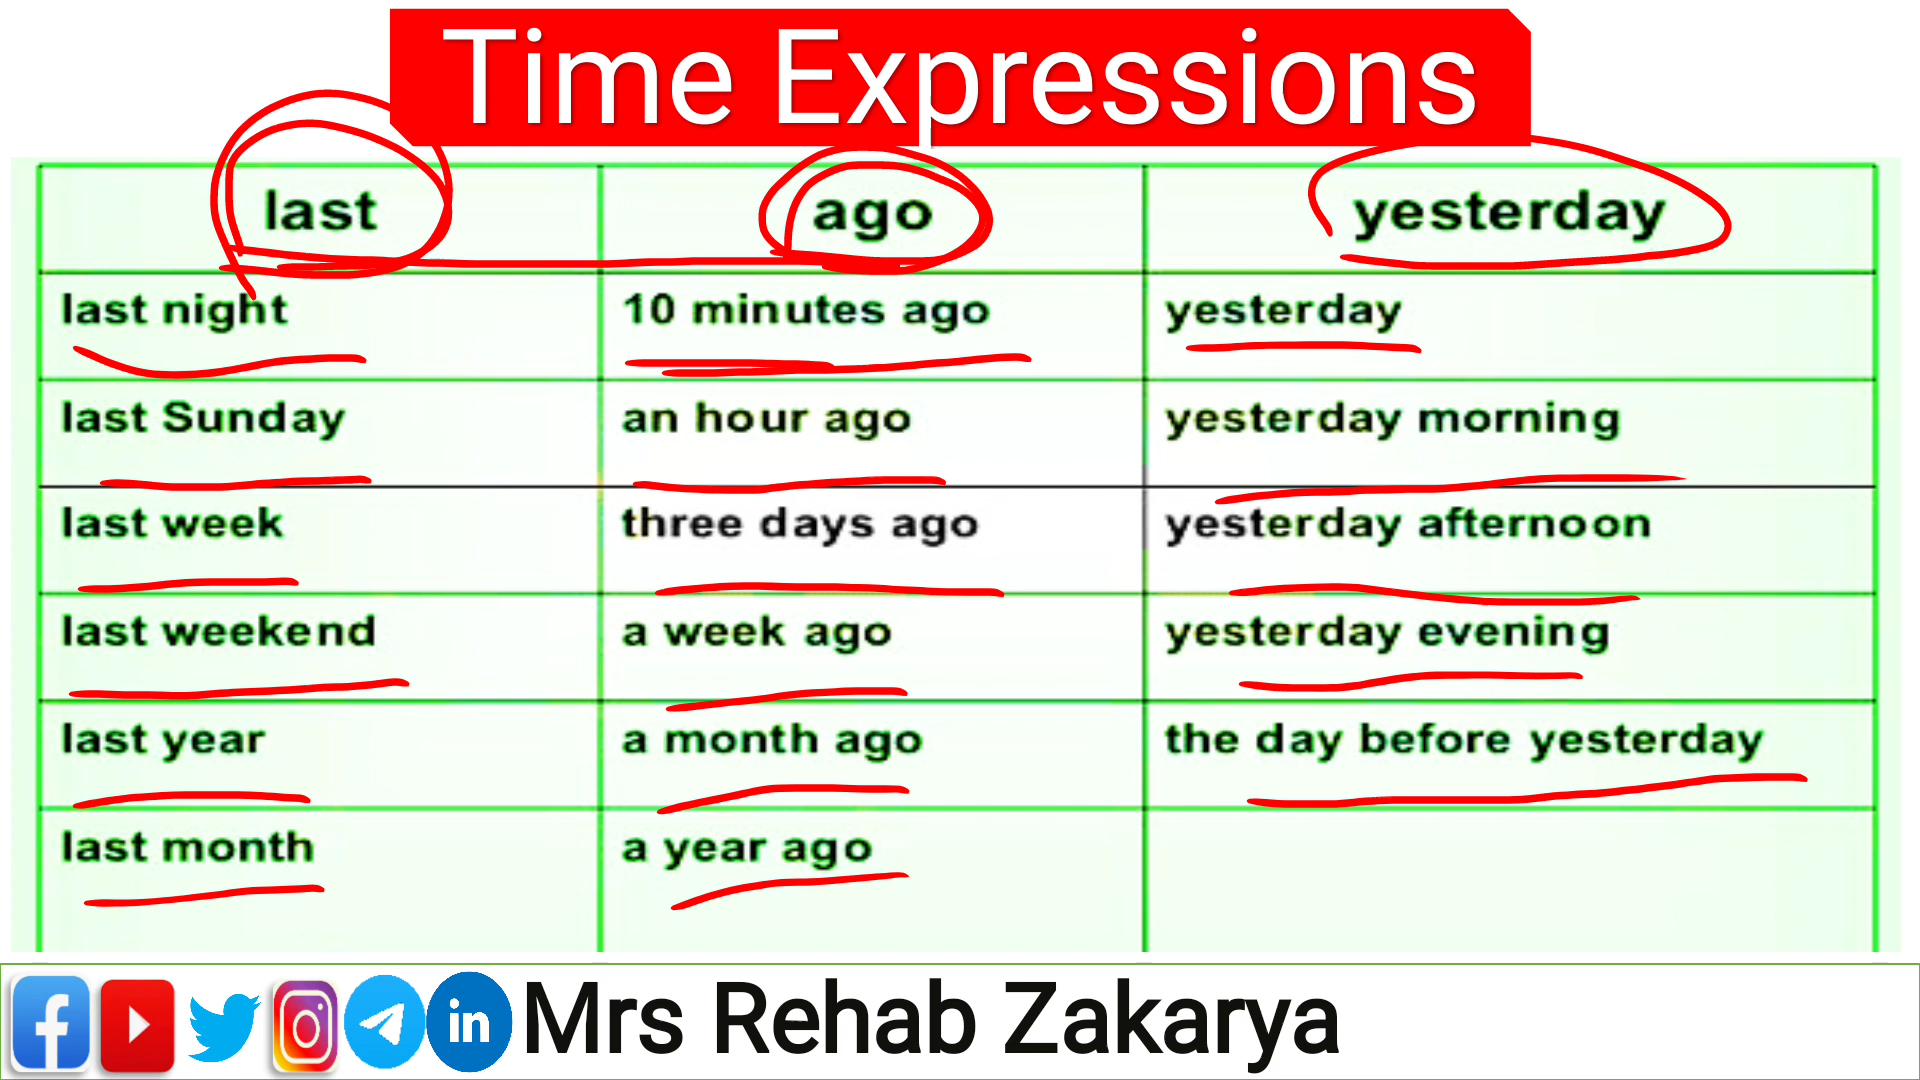 Time Expressions
last ago yesterday
last night 10 minutes ago yesterday
last Sunday an hour ago yesterday morning
last week three days ago yesterday afternoon
last weekend a week ago yesterday evening
last year a month ago the day before yesterday
last month a year ago
Mrs Rehab Zakarya